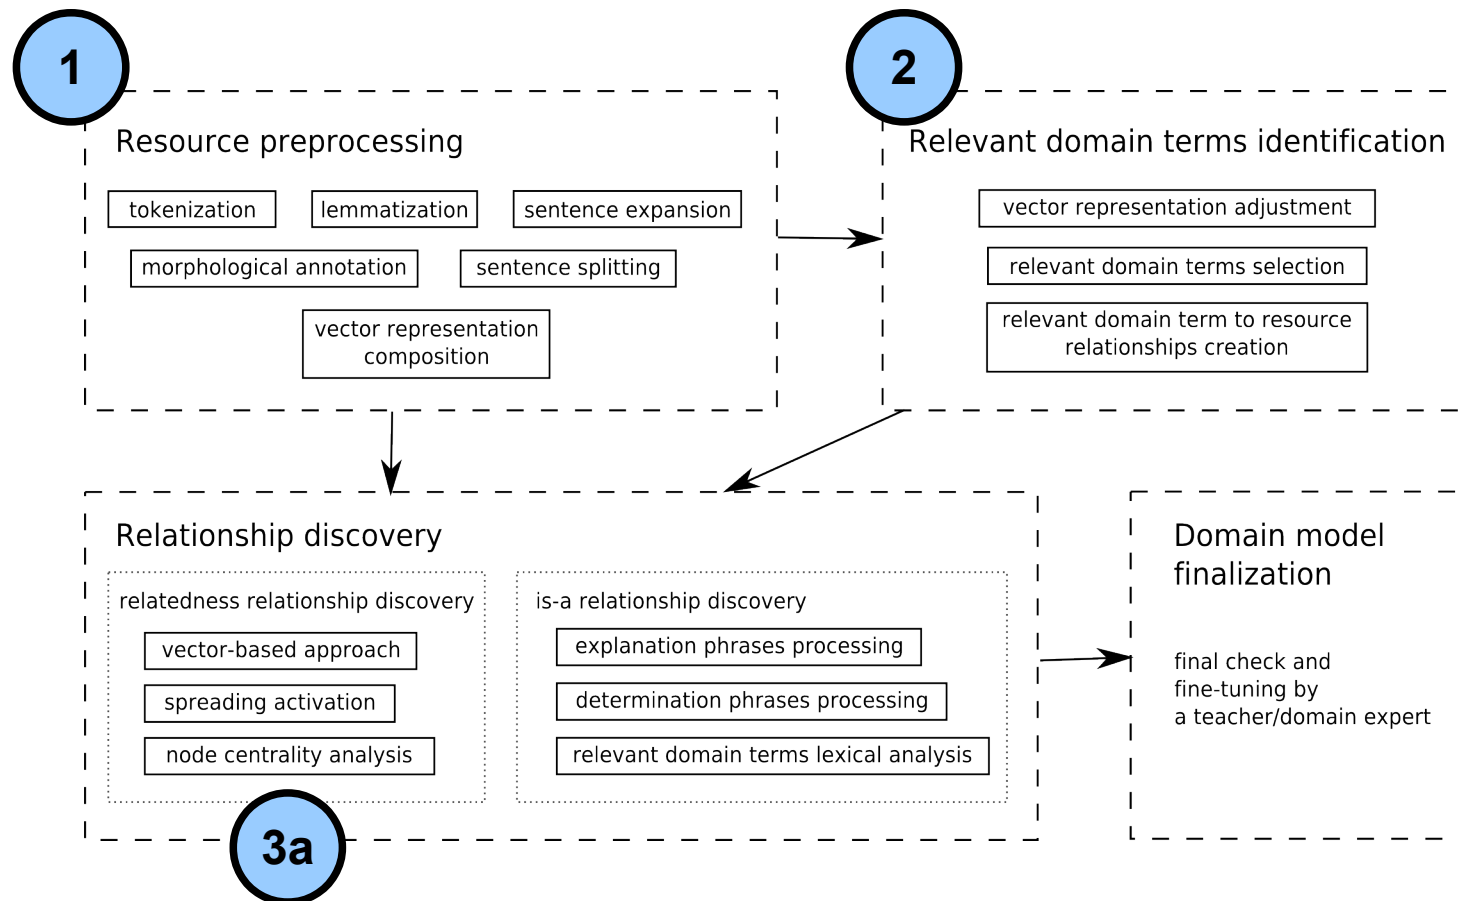 1
Resource preprocessing
tokenization
lemmatization
sentence expansion
morphological annotation
sentence splitting
vector representation
composition
2
Relevant domain terms identification
vector representation adjustment
relevant domain terms selection
relevant domain term to resource
relationships creation
Relationship discovery
relatedness relationship discovery
vector-based approach
spreading activation
node centrality analysis
3a
is-a relationship discovery
explanation phrases processing
determination phrases processing
relevant domain terms lexical analysis
Domain model
finalization
final check and
fine-tuning by
a teacher/domain expert